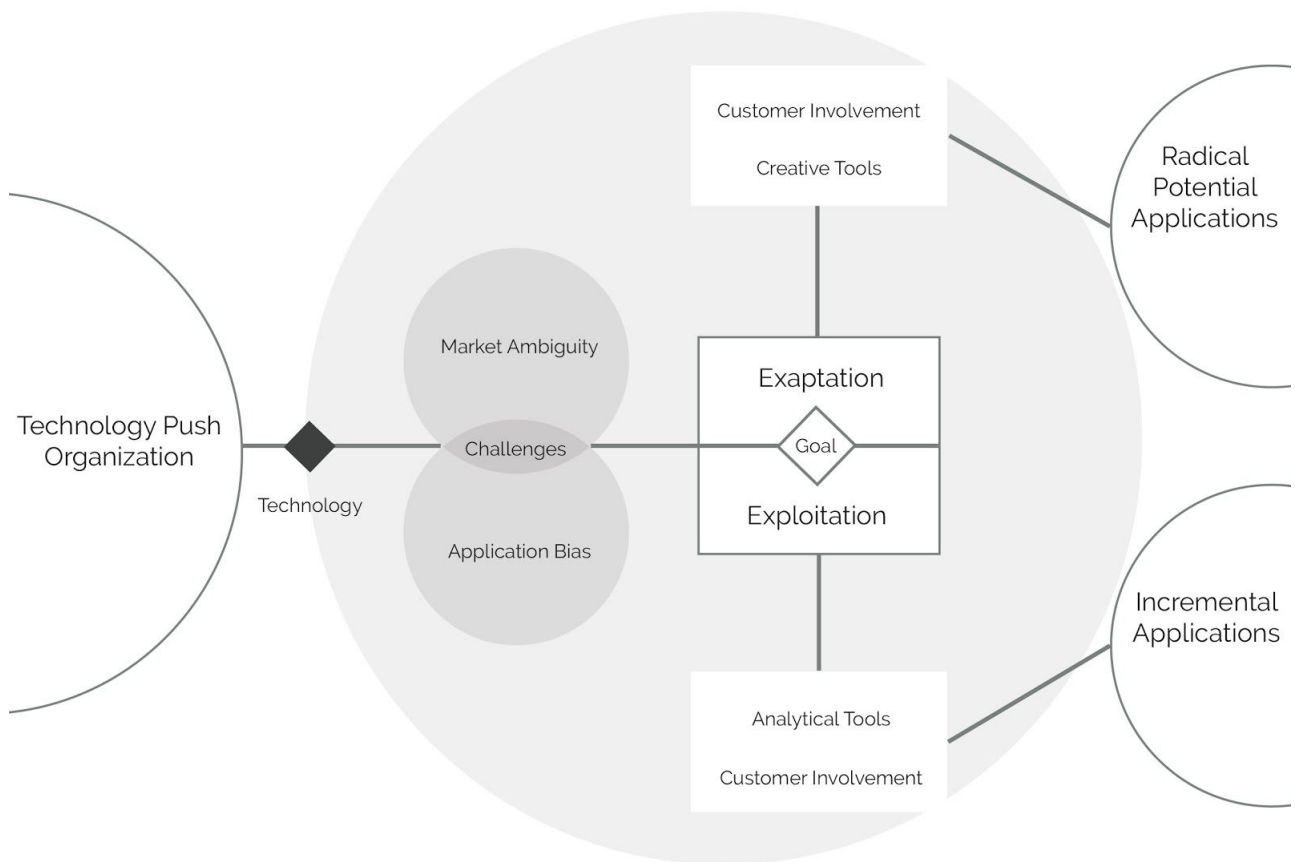 Technology Push
Organization
Technology
Market Ambiguity
Challenges
Application Bias
Customer Involvement
Creative Tools
Exaptation
Goal
Exploitation
Analytical Tools
Customer Involvement
Radical
Potential
Applications
Incremental
Applications